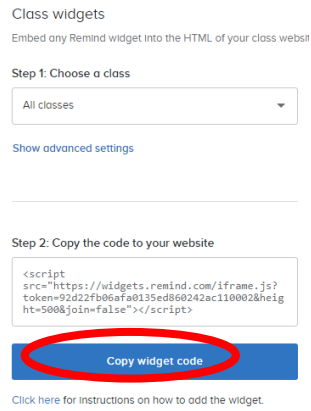 Class widgets
Embed any Remind widget into the HTML of your class websit
Step 1: Choose a class
All classes
Show advanced settings
Step 2: Copy the code to your website
<script
src="https://widgets.remind.com/iframe.js?
token=92d22fb06afa0135ed860242ac110002&heig
ht=500&join=false"></script>
Copy widget code
Click here for instructions on how to add the widget.